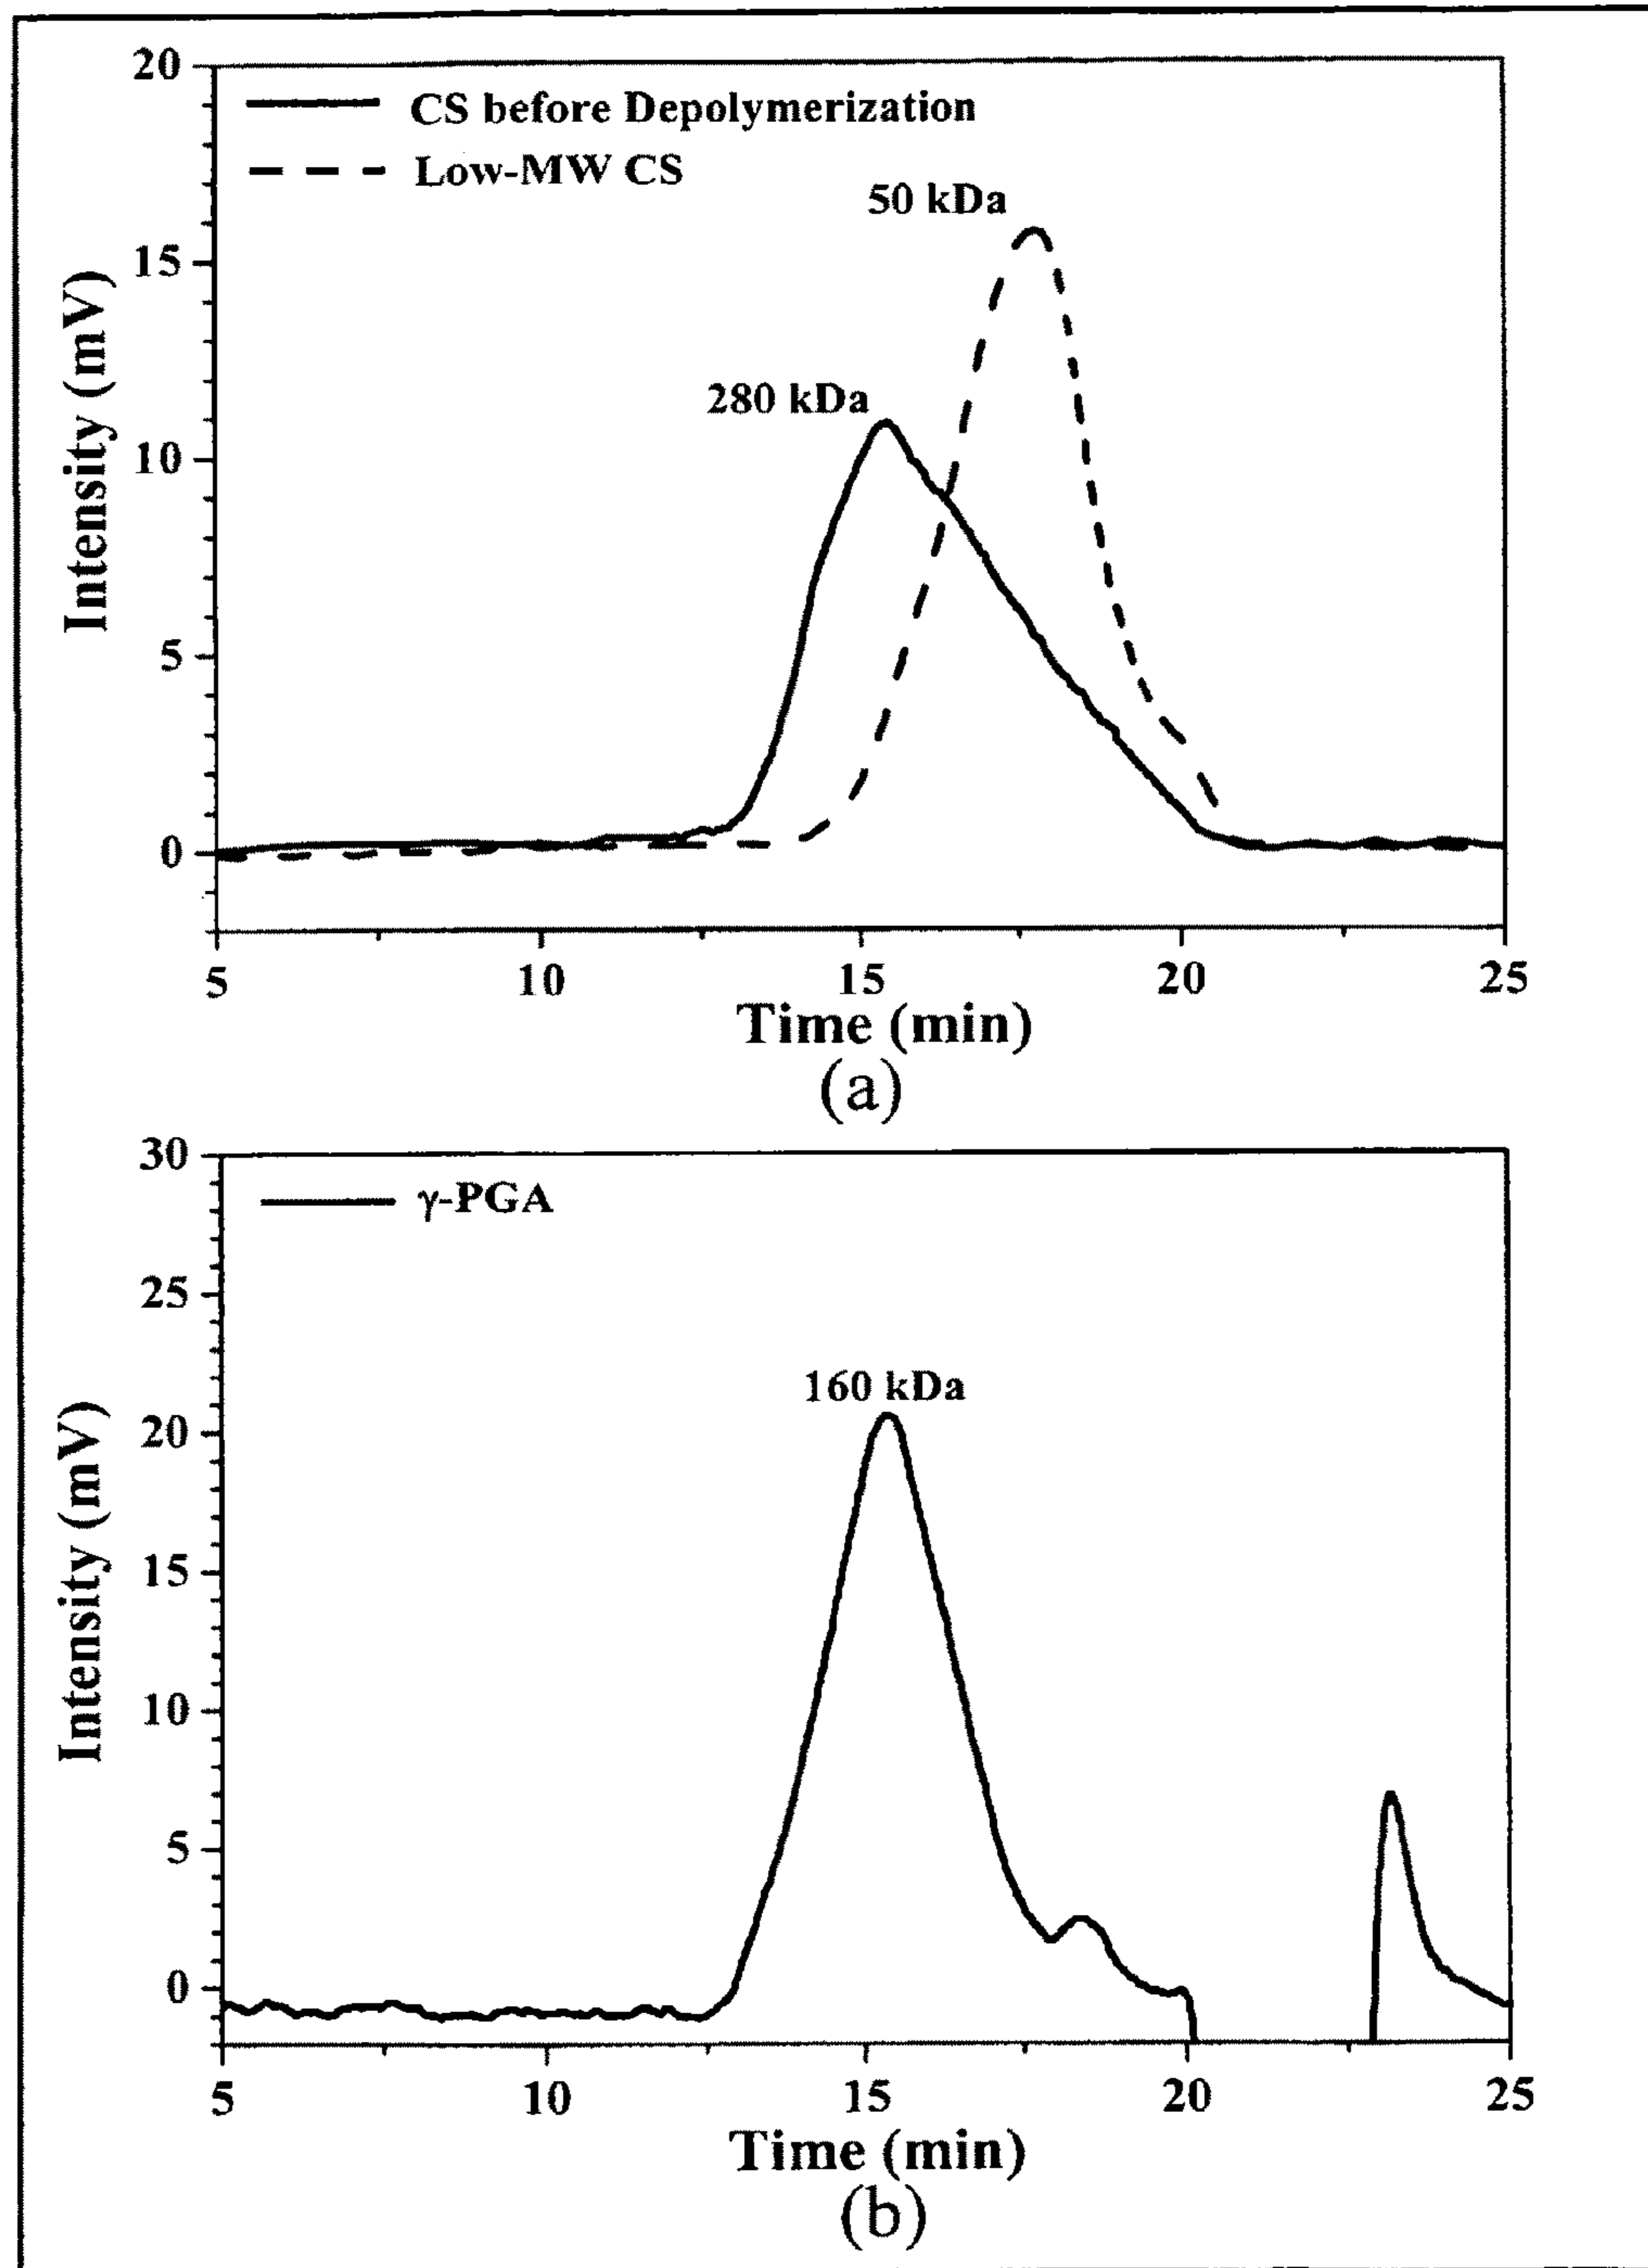 20
CS before Depolymerization
Low-MW CS
50 kDa
15
280 kDa
10
5
0
Intensity (mV)
5 10 15 20 25
Time (min)
(a)
30
γ-PGA
25
160 kDa
20
15
10
5
0
Intensity (mV)
5 10 15 20 25
Time (min)
(b)